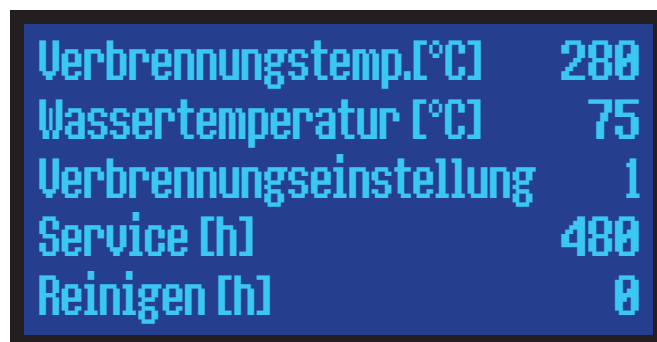 Verbrennungstemp.[°C] 280
Wassertemperatur [°C] 75
Verbrennungseinstellung 1
Service [h] 480
Reinigen [h] 0